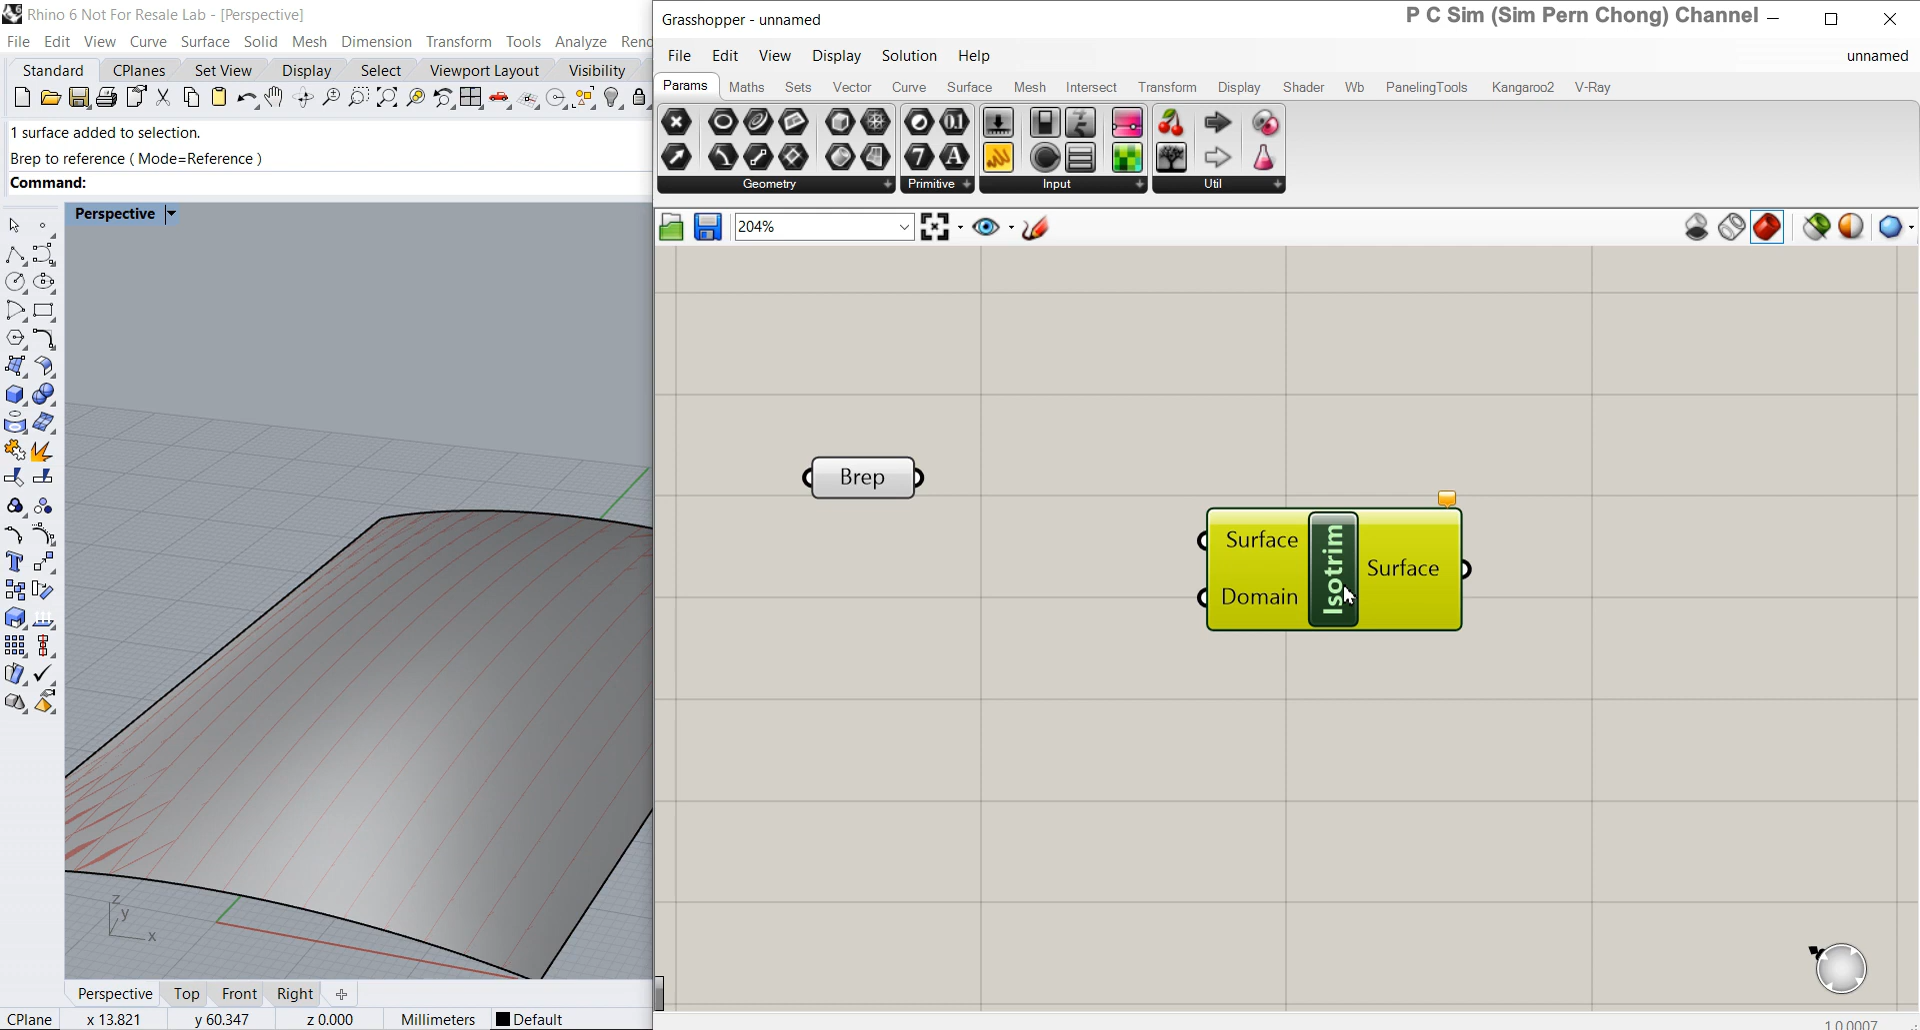 Rhino 6 Not For Resale Lab - [Perspective]
File Edit View Curve Surface Solid Mesh Dimension Transform Tools Analyze Rend
Standard CPlanes Set View Display Select Viewport Layout Visibility
1 surface added to selection.
Brep to reference ( Mode=Reference )
Command:
Perspective
z
y
x
Perspective Top Front Right
CPlane x 13.821 y 60.347 z 0.000 Millimeters Default
Grasshopper - unnamed
P C Sim (Sim Pern Chong) Channel
File Edit View Display Solution Help
unnamed
Params Maths Sets Vector Curve Surface Mesh Intersect Transform Display Shader Wb PanelingTools Kangaroo2 V-Ray
0.1
7 A
Geometry Primitive Input Util
204%
Brep
Surface
Domain
Isotrim
Surface
1.0.0007